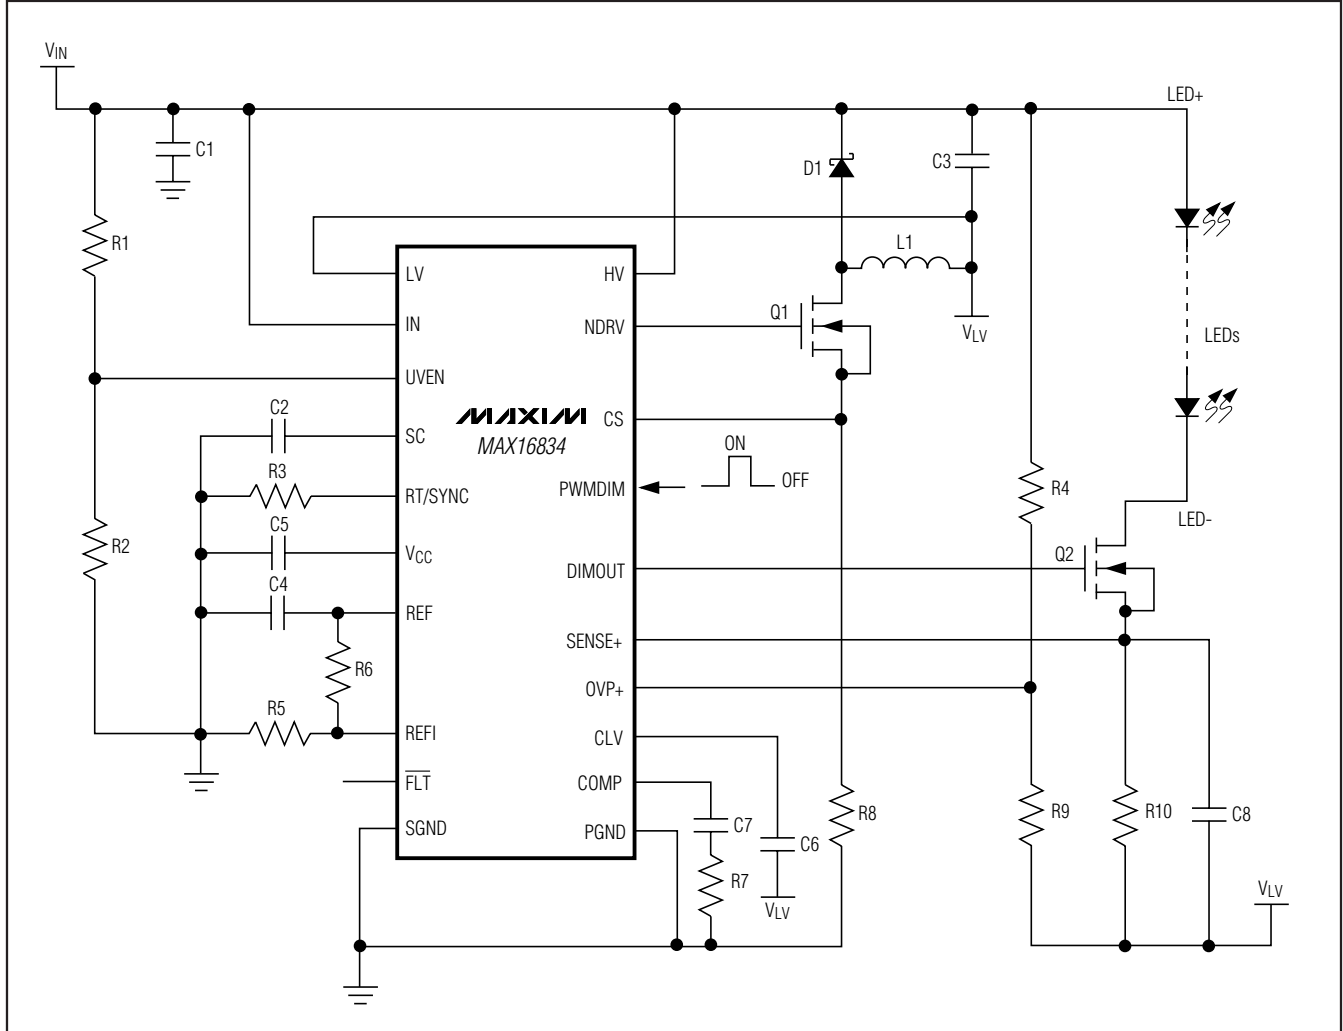 VIN
LED+
C1
D1
C3
R1
L1
LV
HV
Q1
IN
NDRV
VLV
LEDs
UVEN
C2
MAXIM
CS
SC
MAX16834
ON
R3
OFF
RT/SYNC
PWMDIM
R4
LED-
C5
R2
VCC
Q2
DIMOUT
C4
REF
SENSE+
R6
OVP+
R5
REFI
CLV
FLT
COMP
R8
R9
R10
C8
SGND
PGND
C7
C6
R7
VLV
VLV